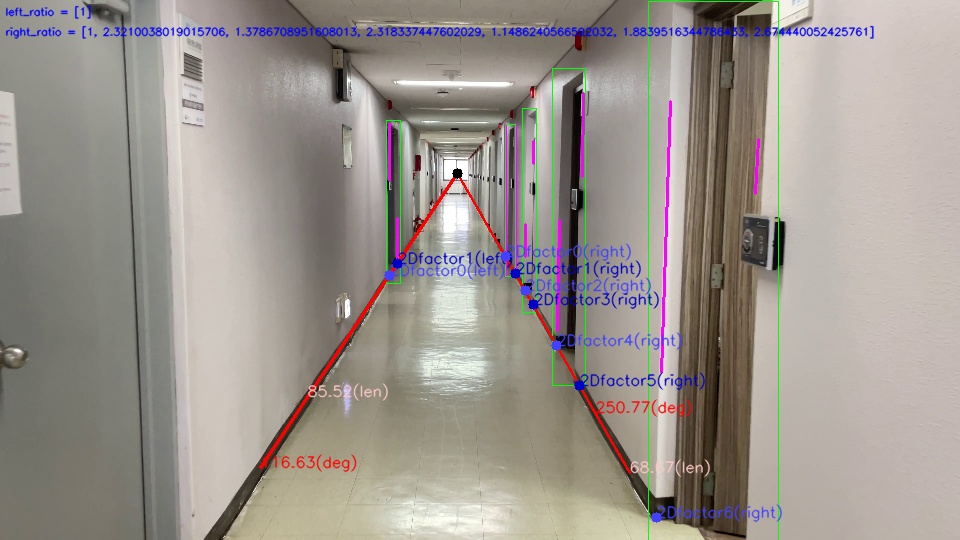 left_ratio = [1]
right_ratio = [1, 2.3210038019015706, 1.3786708951608013, 2.318337447602029, 1.1486240566592032, 1.8839516344786433, 2.674440052425761]
2Dfactor0(right)
2Dfactor1(left)
2Dfactor1(right)
2Dfactor0(left)
2Dfactor2(right)
2Dfactor3(right)
2Dfactor4(right)
2Dfactor5(right)
85.52(len)
250.77(deg)
16.63(deg)
68.67(len)
2Dfactor6(right)